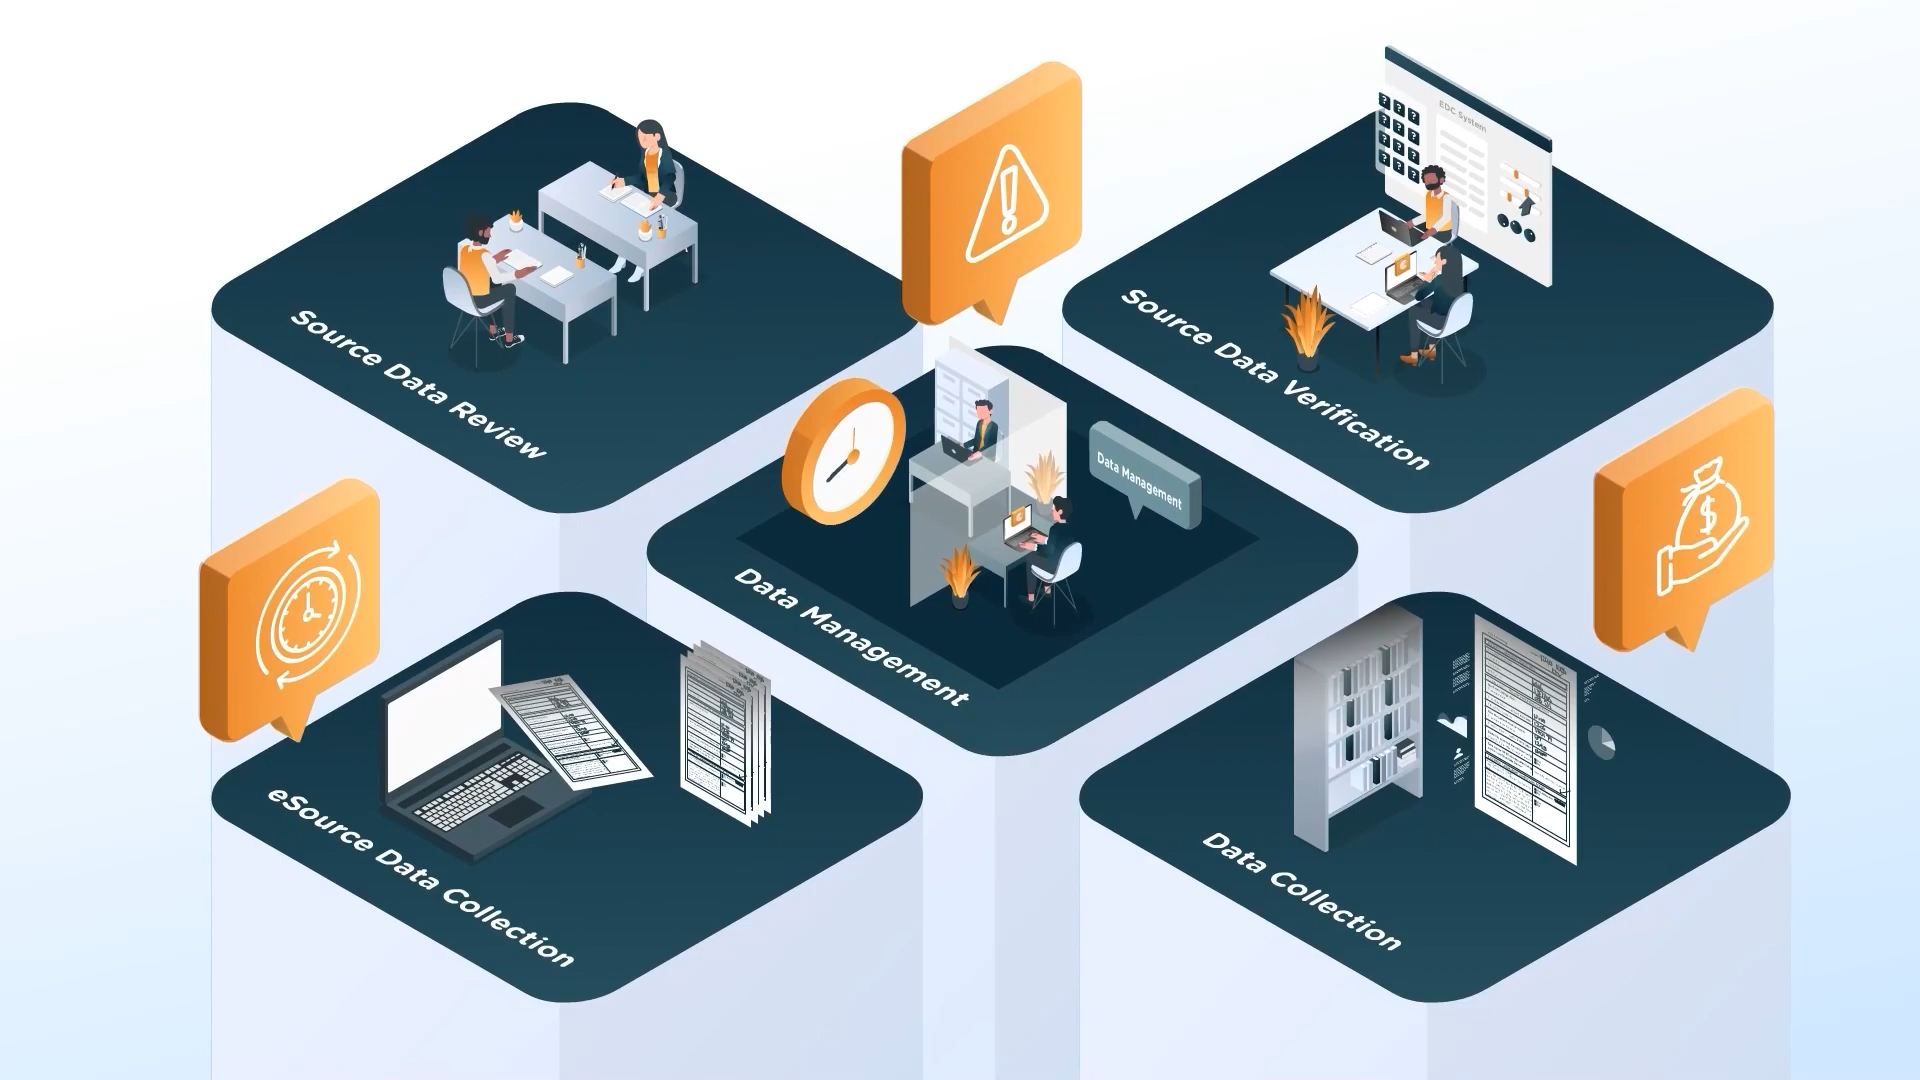 EDC System
? ? ?
? ? ?
? ? ?
? ? ?
Source Data Review
Source Data Verification
Data Management
Data Management
$
eSource Data Collection
Data Collection